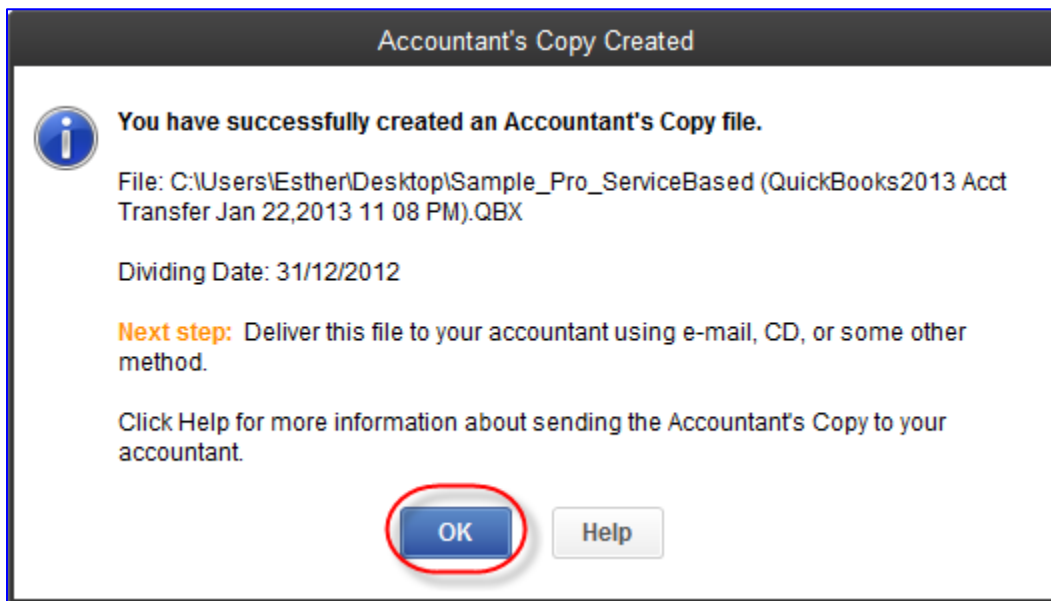 Accountant's Copy Created
You have successfully created an Accountant's Copy file.
File: C:\Users\Esther\Desktop\Sample_Pro_ServiceBased (QuickBooks2013 Acct
Transfer Jan 22,2013 11 08 PM).QBX
Dividing Date: 31/12/2012
Next step: Deliver this file to your accountant using e-mail, CD, or some other
method.
Click Help for more information about sending the Accountant's Copy to your
accountant.
OK Help